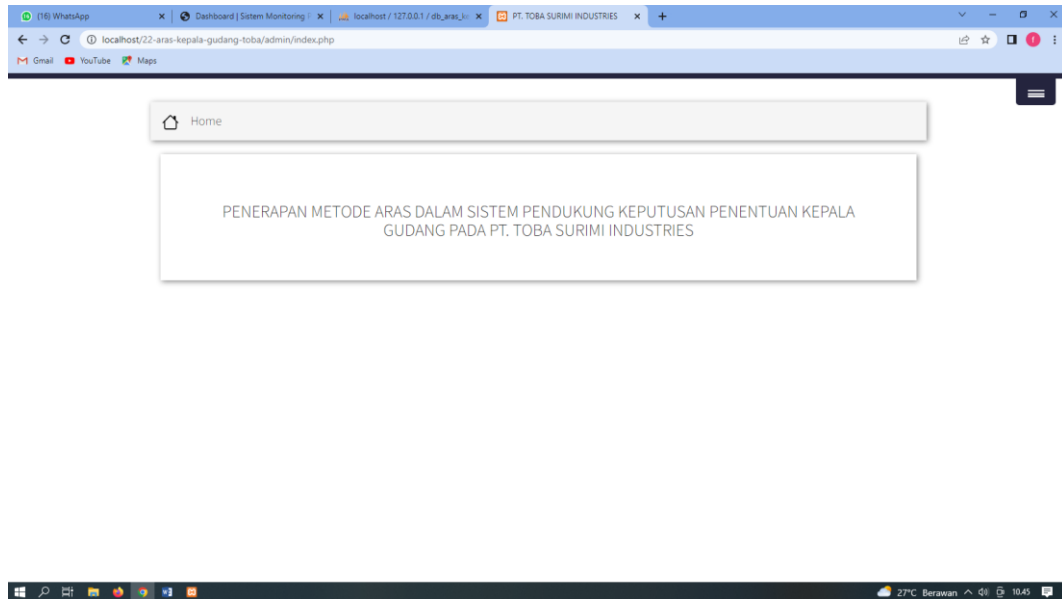 (16) WhatsApp
Dashboard | Sistem Monitoring
localhost / 127.0.0.1 / db_aras_k
PT. TOBA SURIMI INDUSTRIES
localhost/22-aras-kepala-gudang-toba/admin/index.php
Gmail YouTube Maps
Home
PENERAPAN METODE ARAS DALAM SISTEM PENDUKUNG KEPUTUSAN PENENTUAN KEPALA
GUDANG PADA PT. TOBA SURIMI INDUSTRIES
27°C Berawan 10.45